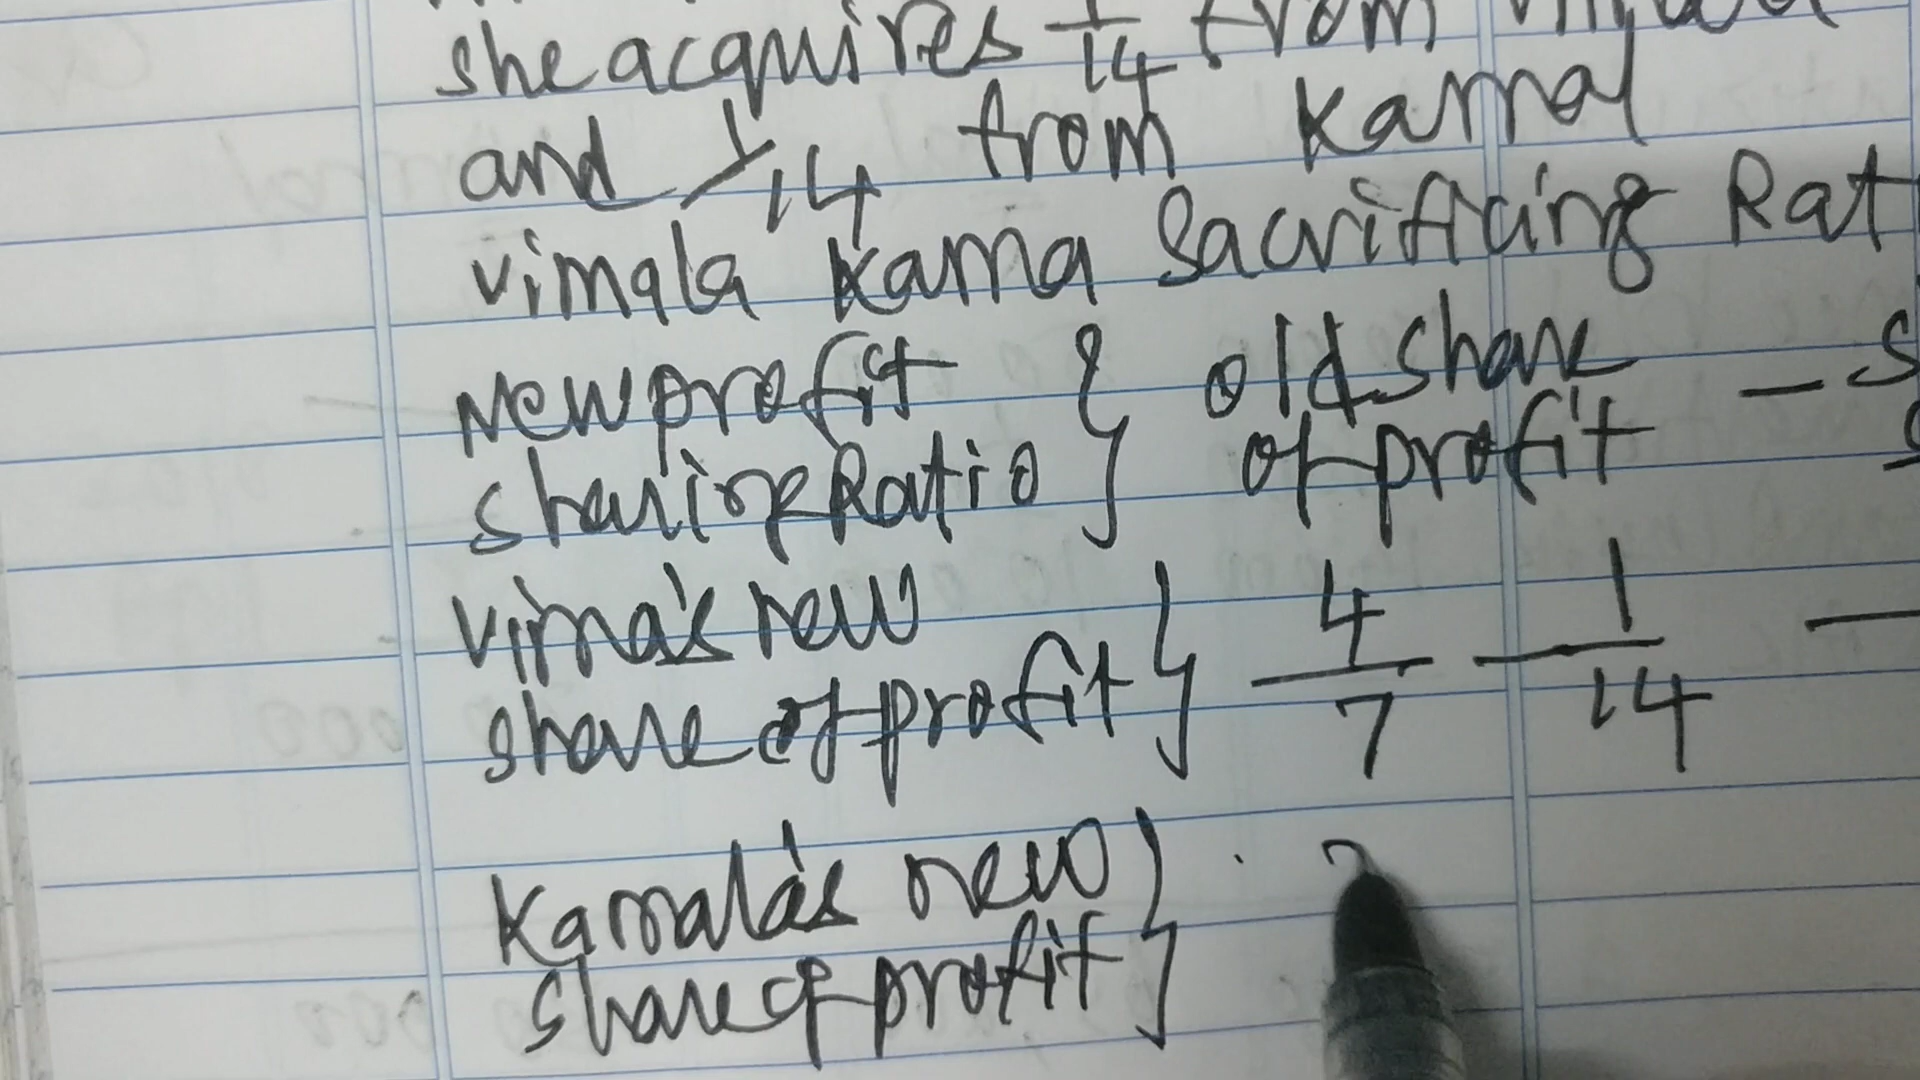 she acquires 1/14 from
and 1/14 from Kamal
vimala Kama Sacrificing Rat
New profit } old share -
sharing Ratio } of profit
vima's new
share of profit } 4/7 - 1/14 -
Kamala's new }
share of profit }